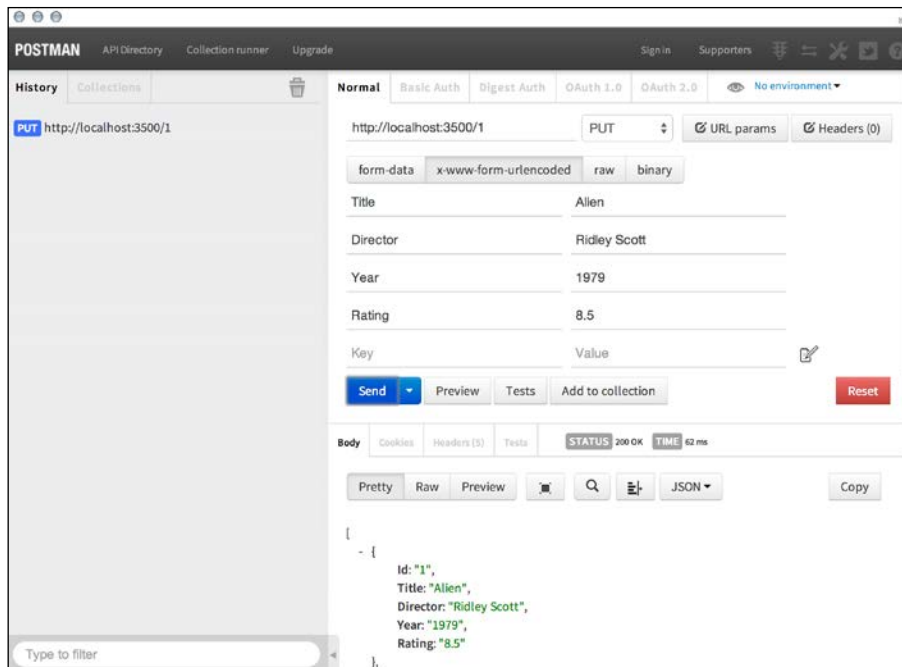 POSTMAN API Directory Collection runner Upgrade Sign in Supporters
History Collections
PUT http://localhost:3500/1
Type to filter
Normal Basic Auth Digest Auth OAuth 1.0 OAuth 2.0 No environment
http://localhost:3500/1 PUT URL params Headers (0)
form-data x-www-form-urlencoded raw binary
Title Alien
Director Ridley Scott
Year 1979
Rating 8.5
Key Value
Send Preview Tests Add to collection Reset
Body Cookies Headers (5) Tests STATUS 200 OK TIME 62 ms
Pretty Raw Preview JSON Copy
[
- {
Id: "1",
Title: "Alien",
Director: "Ridley Scott",
Year: "1979",
Rating: "8.5"
},